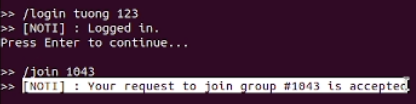 >> /login tuong 123
>> [NOTI] : Logged in.
Press Enter to continue...
>> /join 1043
>> [NOTI] : Your request to join group #1043 is accepted